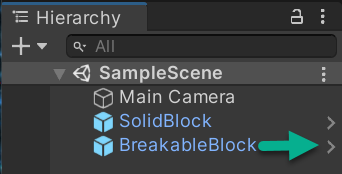 Hierarchy
All
SampleScene
Main Camera
SolidBlock
BreakableBlock